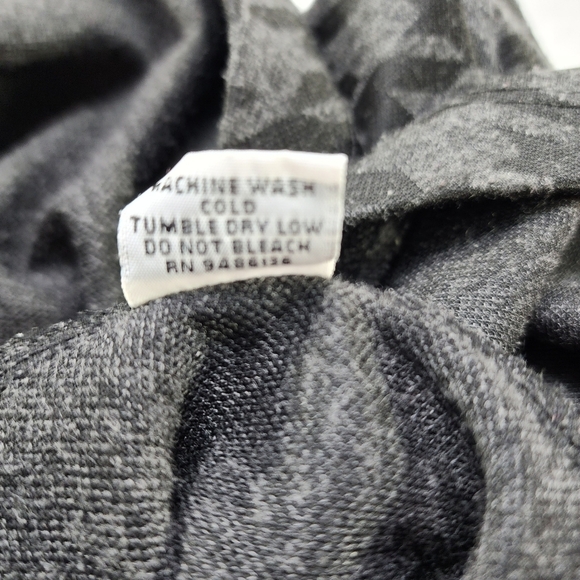 MACHINE WASH
COLD
TUMBLE DRY LOW
DO NOT BLEACH
RN